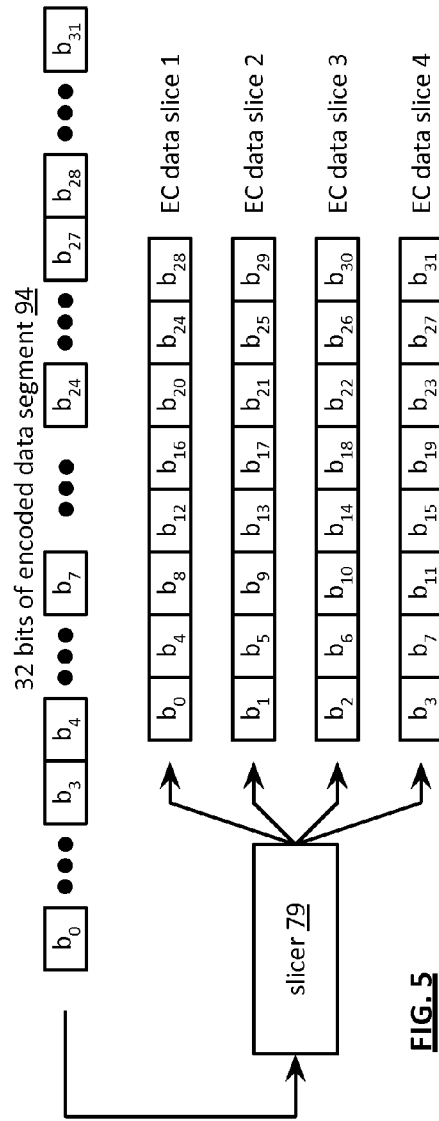 32 bits of encoded data segment 94
b0 ●●● b3 b4 ●●● b7 ●●● b24 ●●● b27 b28 ●●● b31
b0 b4 b8 b12 b16 b20 b24 b28 EC data slice 1
b1 b5 b9 b13 b17 b21 b25 b29 EC data slice 2
slicer 79
b2 b6 b10 b14 b18 b22 b26 b30 EC data slice 3
b3 b7 b11 b15 b19 b23 b27 b31 EC data slice 4
FIG. 5